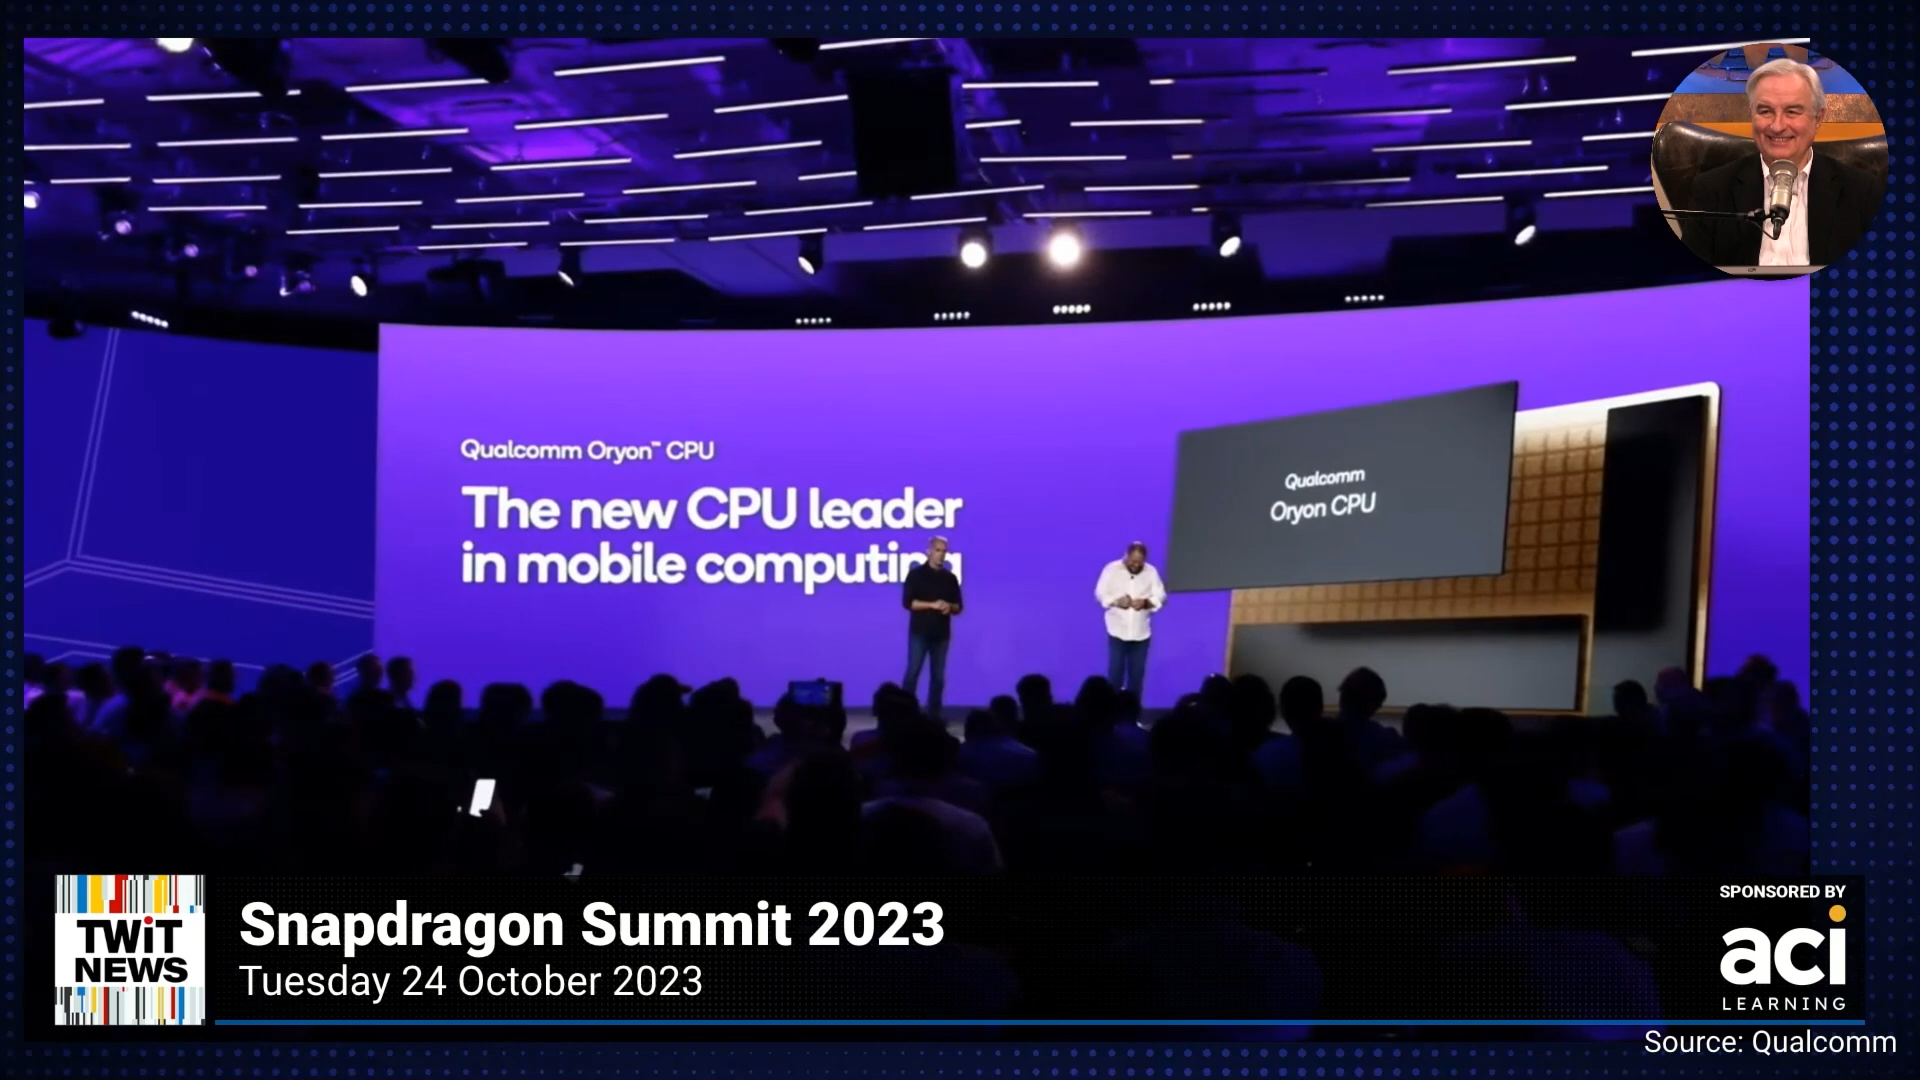 Qualcomm Oryon™ CPU
The new CPU leader
in mobile computing
Qualcomm
Oryon CPU
TWiT
NEWS
Snapdragon Summit 2023
Tuesday 24 October 2023
SPONSORED BY
aci
LEARNING
Source: Qualcomm